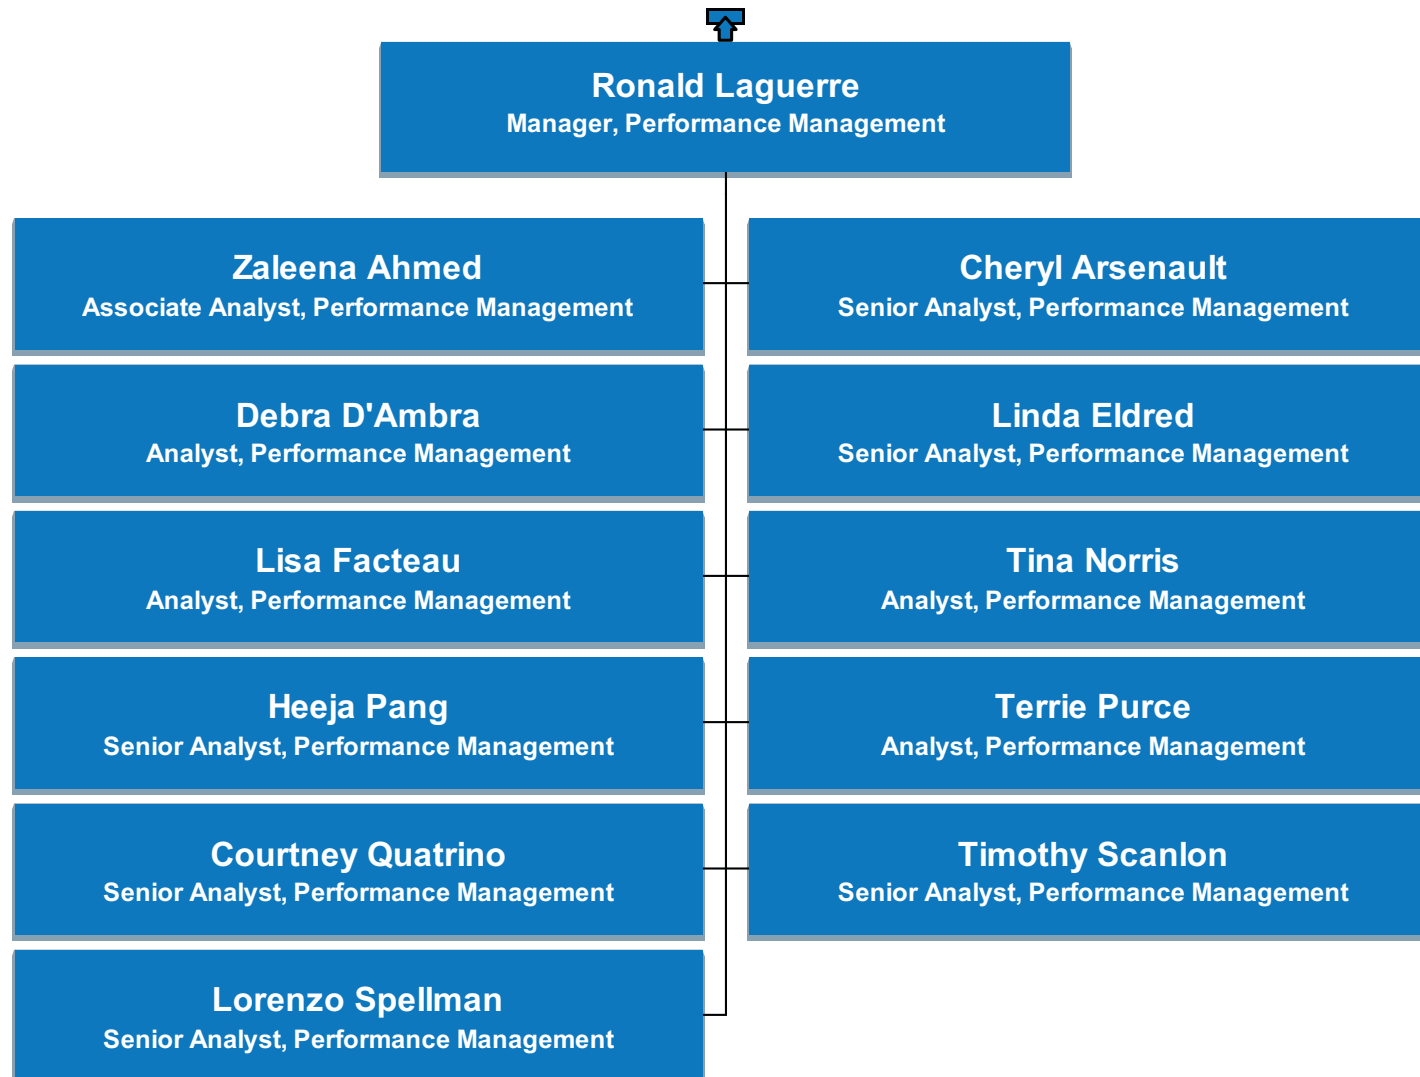 Ronald Laguerre
Manager, Performance Management
Zaleena Ahmed
Associate Analyst, Performance Management
Cheryl Arsenault
Senior Analyst, Performance Management
Debra D'Ambra
Analyst, Performance Management
Linda Eldred
Senior Analyst, Performance Management
Lisa Facteau
Analyst, Performance Management
Tina Norris
Analyst, Performance Management
Heeja Pang
Senior Analyst, Performance Management
Terrie Purce
Analyst, Performance Management
Courtney Quatrino
Senior Analyst, Performance Management
Timothy Scanlon
Senior Analyst, Performance Management
Lorenzo Spellman
Senior Analyst, Performance Management